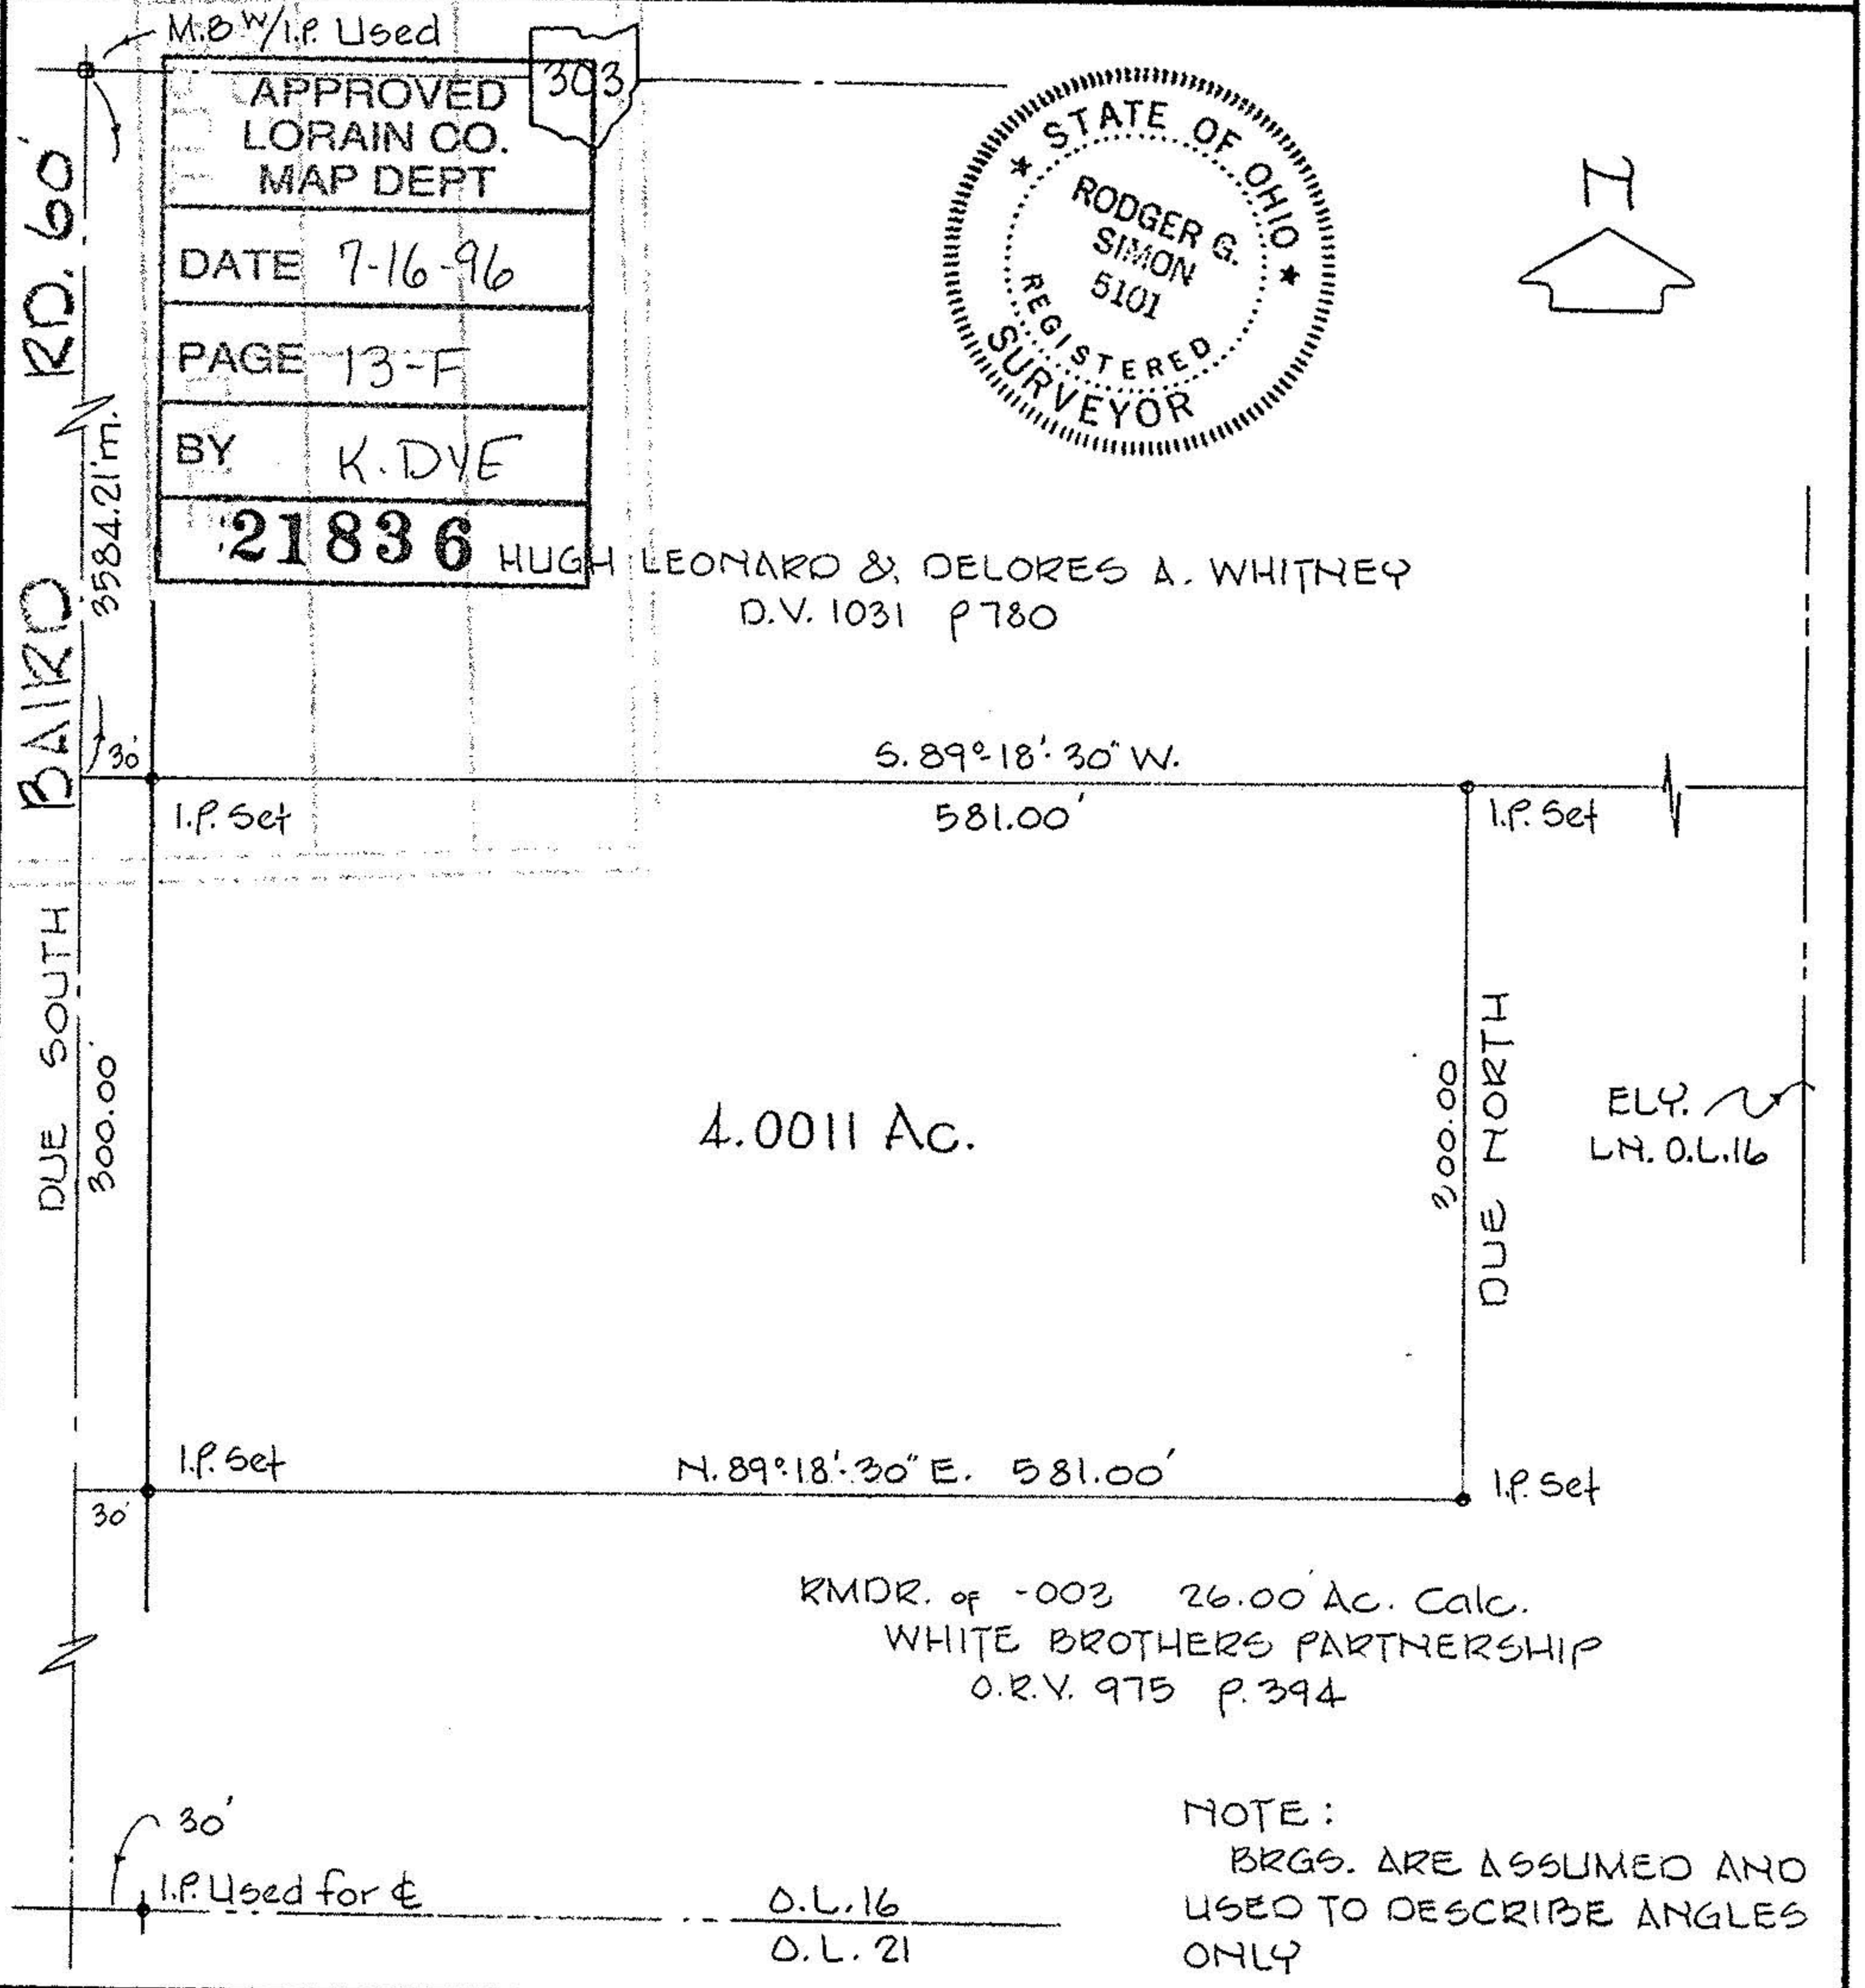 M.B W/I.P. Used
303
APPROVED
LORAIN CO.
MAP DEPT
DATE 7-16-96
PAGE 13-F
BY K. DYE
21836
STATE OF OHIO
RODGER G.
SIMON
5101
REGISTERED
SURVEYOR
N
BAIRD RD. 60'
3584.21'm.
HUGH LEONARD & DELORES A. WHITNEY
D.V. 1031 P 780
30'
S. 89°-18'-30" W.
581.00'
I.P. Set
I.P. Set
DUE SOUTH
300.00'
4.0011 Ac.
300.00
DUE NORTH
ELY.
LN. O.L.16
I.P. Set
N. 89°-18'-30" E. 581.00'
I.P. Set
30'
RMDR. of -003 26.00 Ac. Calc.
WHITE BROTHERS PARTNERSHIP
O.R.V. 975 P. 394
30'
I.P. Used for ℄
O.L. 16
O.L. 21
NOTE:
BRGS. ARE ASSUMED AND
USED TO DESCRIBE ANGLES
ONLY